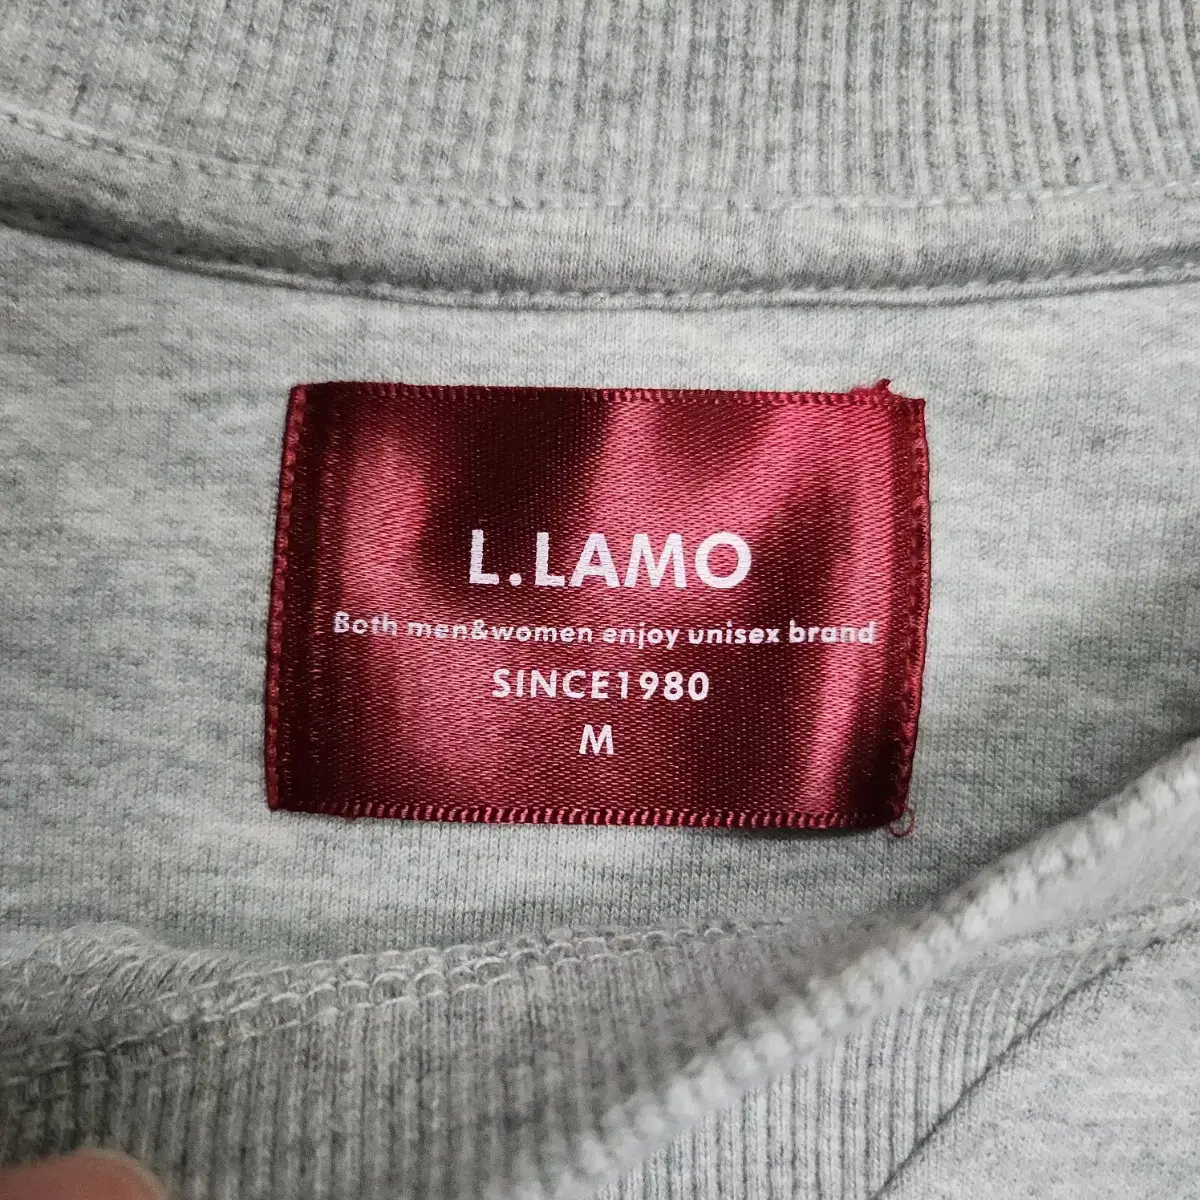 L.LAMO
Both men&women enjoy unisex brand
SINCE1980
M